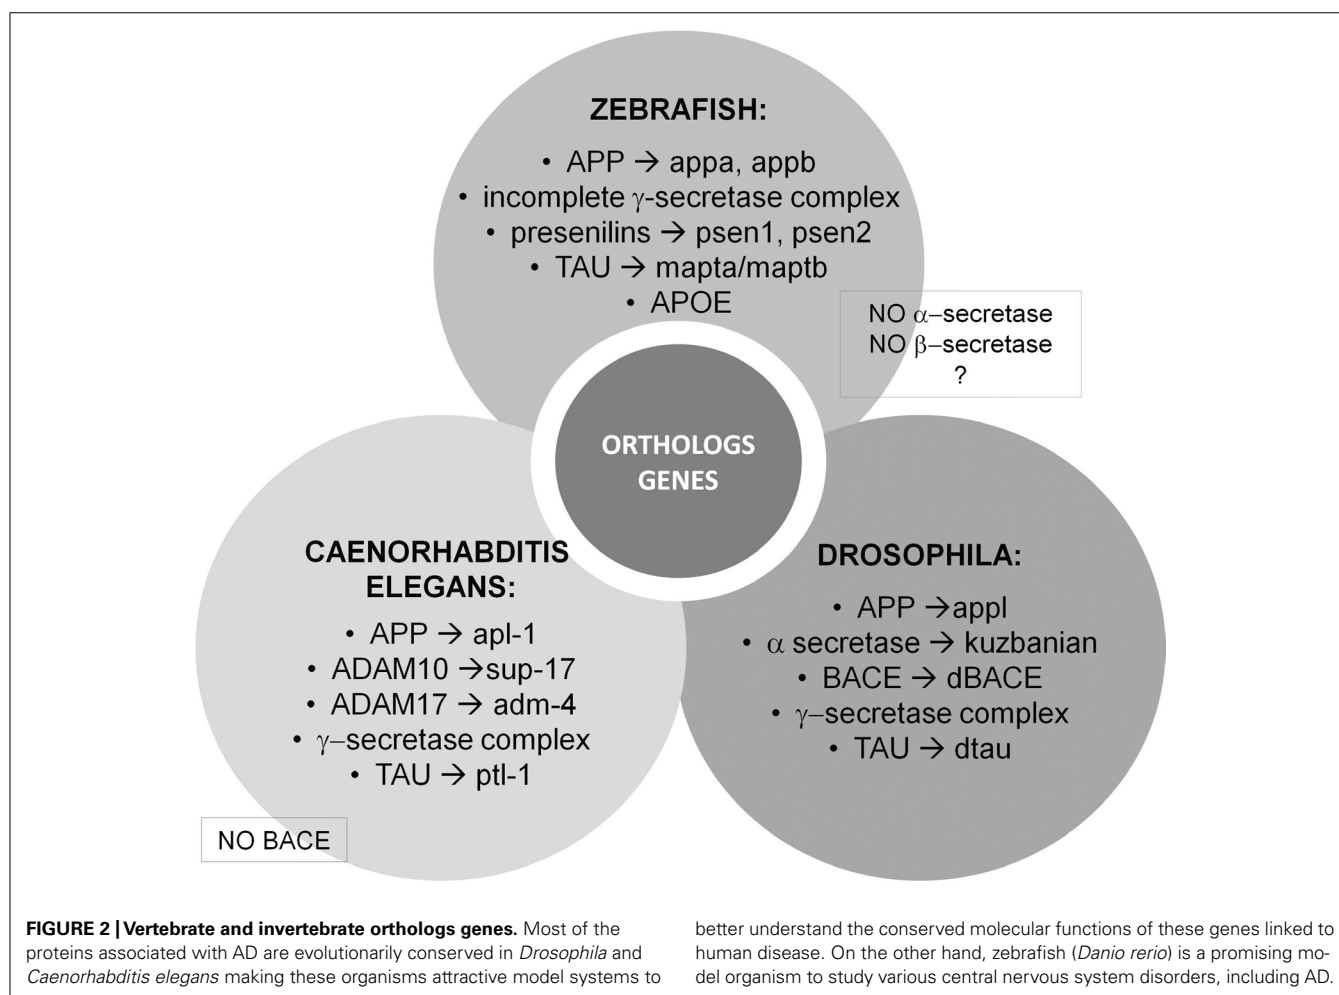 ZEBRAFISH:
• APP → appa, appb
• incomplete γ-secretase complex
• presenilins → psen1, psen2
• TAU → mapta/maptb
• APOE
NO α–secretase
NO β–secretase
?
ORTHOLOGS
GENES
CAENORHABDITIS
ELEGANS:
• APP → apl-1
• ADAM10 →sup-17
• ADAM17 → adm-4
• γ–secretase complex
• TAU → ptl-1
NO BACE
DROSOPHILA:
• APP →appl
• α secretase → kuzbanian
• BACE → dBACE
• γ–secretase complex
• TAU → dtau
FIGURE 2 | Vertebrate and invertebrate orthologs genes. Most of the
proteins associated with AD are evolutionarily conserved in Drosophila and
Caenorhabditis elegans making these organisms attractive model systems to
better understand the conserved molecular functions of these genes linked to
human disease. On the other hand, zebrafish (Danio rerio) is a promising mo-
del organism to study various central nervous system disorders, including AD.